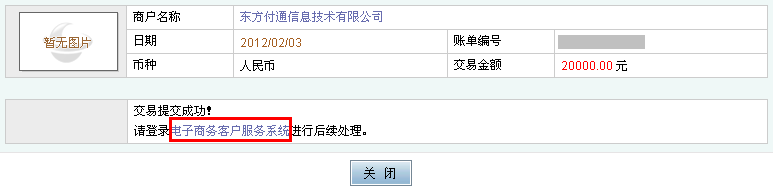 商户名称 东方付通信息技术有限公司
暂无图片
日期 2012/02/03 账单编号
币种 人民币 交易金额 20000.00 元
交易提交成功!
请登录电子商务客户服务系统进行后续处理。
关 闭